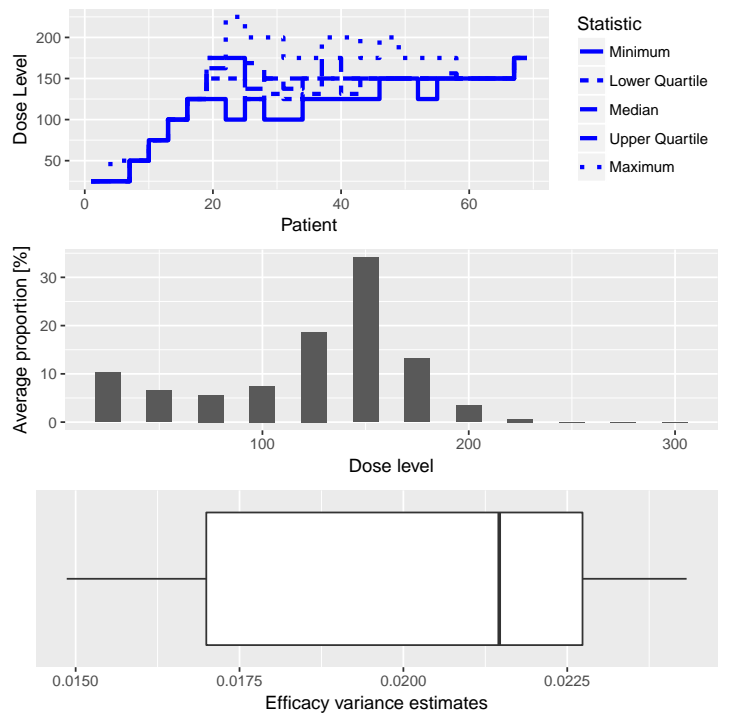 Statistic
Minimum
Lower Quartile
Median
Upper Quartile
Maximum
Dose Level
200
150
100
50
0 20 40 60
Patient
Average proportion [%]
30
20
10
0
100 200 300
Dose level
0.0150 0.0175 0.0200 0.0225
Efficacy variance estimates